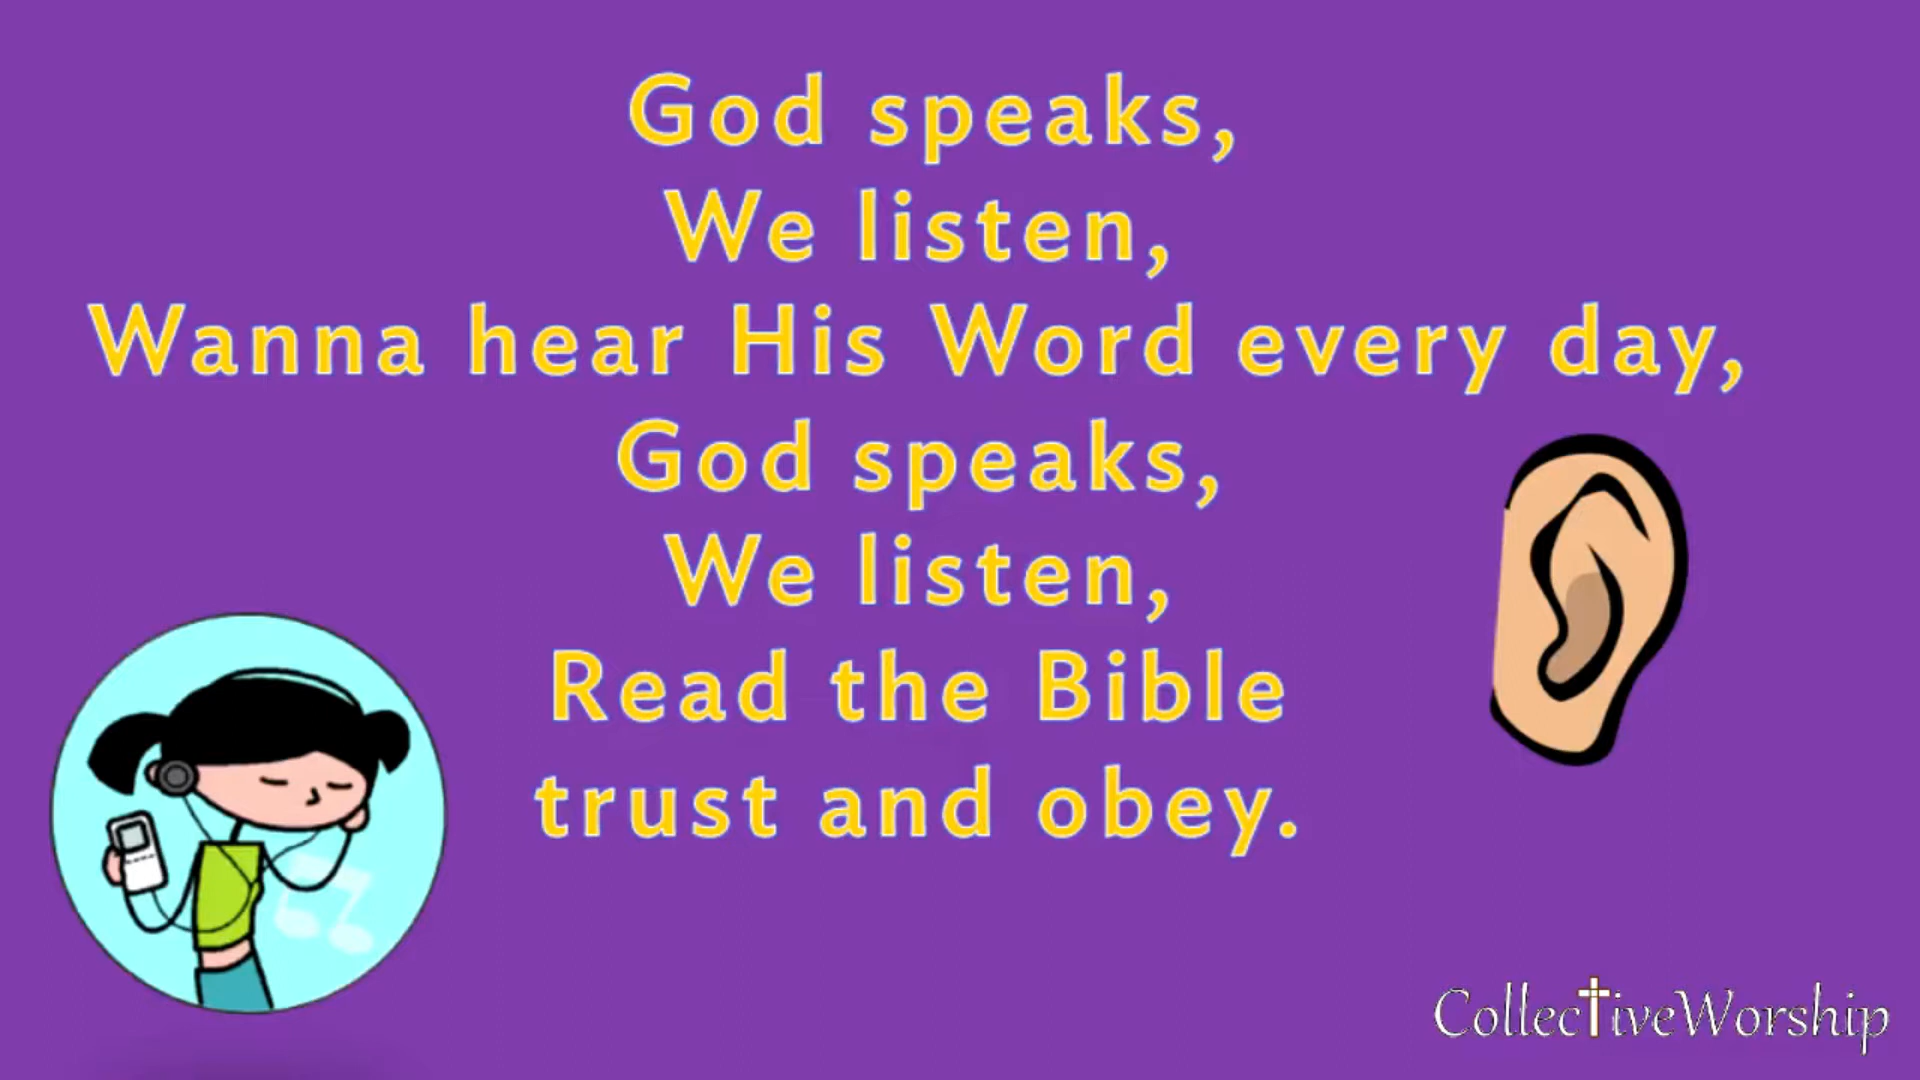 God speaks,
We listen,
Wanna hear His Word every day,
God speaks,
We listen,
Read the Bible
trust and obey.
CollectiveWorship